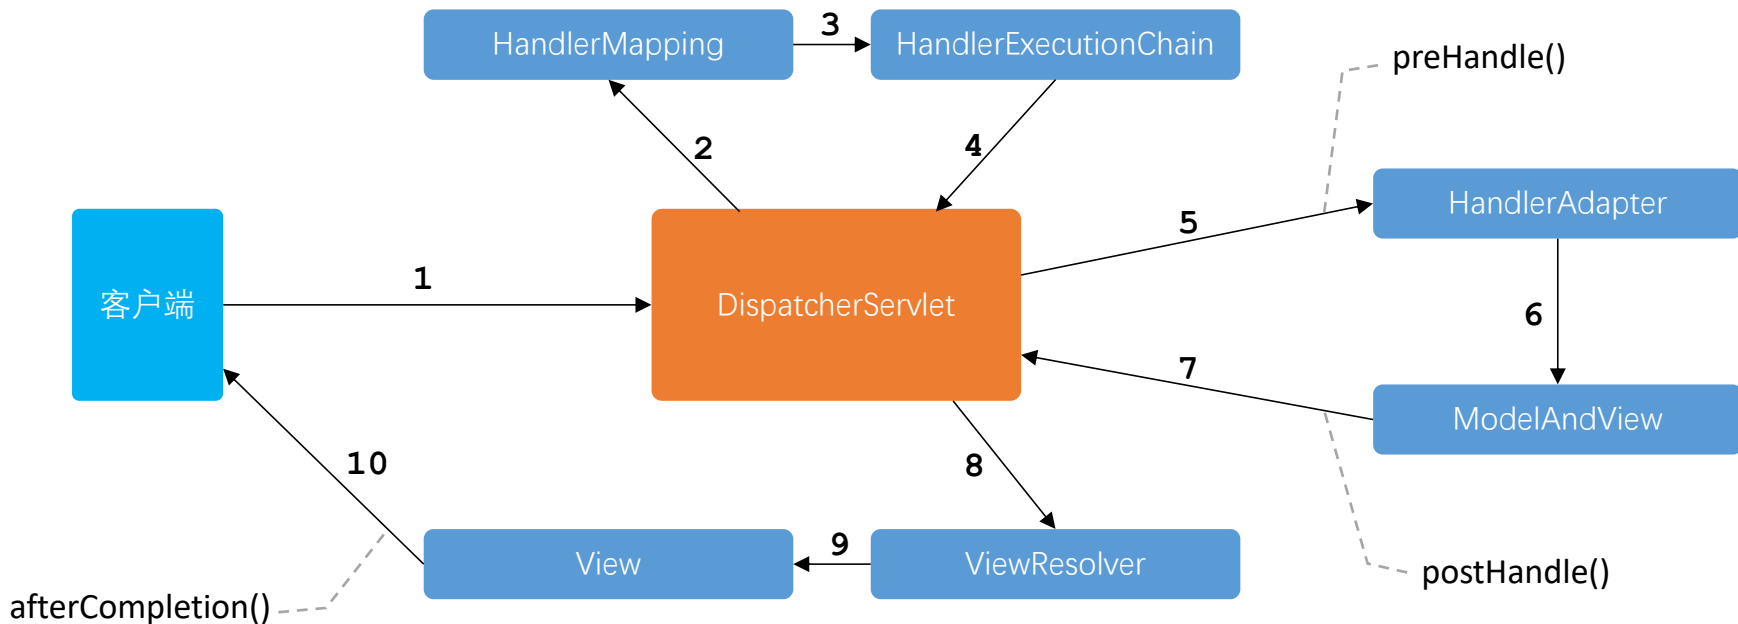 HandlerMapping
3
HandlerExecutionChain
preHandle()
2
4
HandlerAdapter
5
客户端
1
DispatcherServlet
6
7
ModelAndView
10
8
View
9
ViewResolver
postHandle()
afterCompletion()